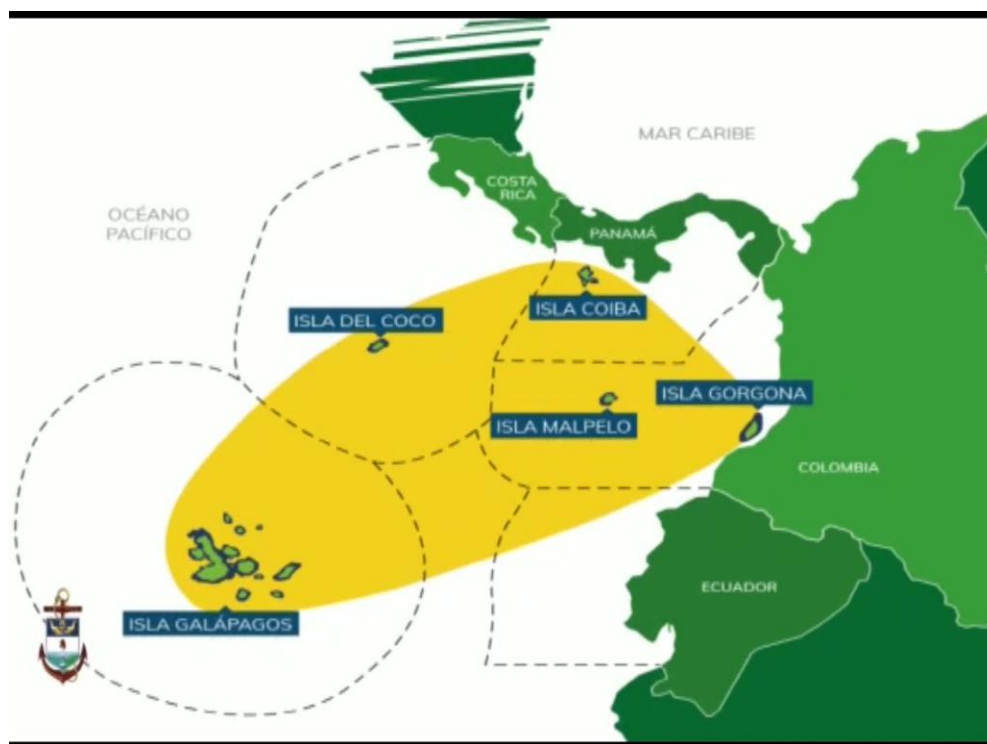 MAR CARIBE
COSTA
RICA
OCÉANO
PACÍFICO
PANAMÁ
ISLA COIBA
ISLA DEL COCO
ISLA GORGONA
ISLA MALPELO
COLOMBIA
ECUADOR
ISLA GALÁPAGOS